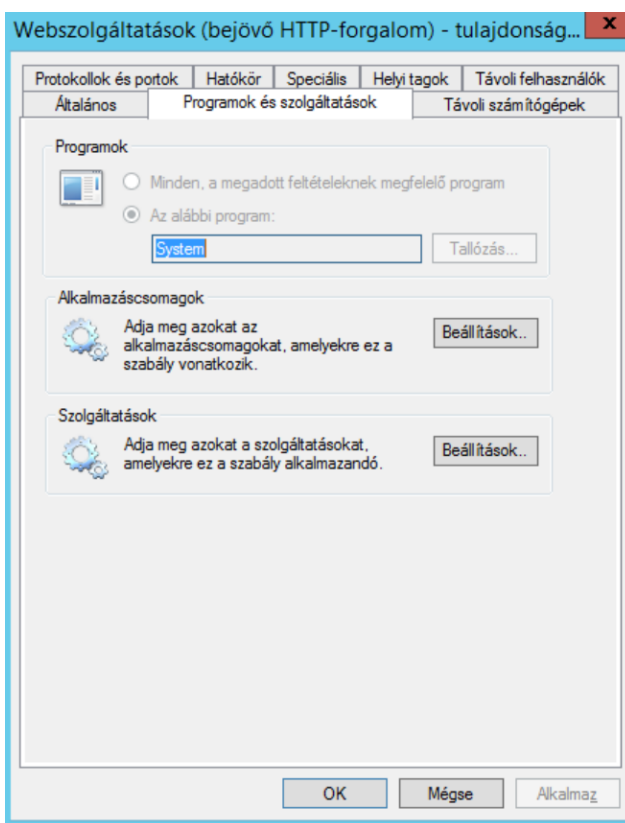 Webszolgáltatások (bejövő HTTP-forgalom) - tulajdonság...
x
Protokollok és portok
Hatókör
Speciális
Helyi tagok
Távoli felhasználók
Általános
Programok és szolgáltatások
Távoli számítógépek
Programok
Minden, a megadott feltételeknek megfelelő program
Az alábbi program:
System
Tallózás...
Alkalmazáscsomagok
Adja meg azokat az
alkalmazáscsomagokat, amelyekre ez a
szabály vonatkozik.
Beállítások..
Szolgáltatások
Adja meg azokat a szolgáltatásokat,
amelyekre ez a szabály alkalmazandó.
Beállítások..
OK
Mégse
Alkalmaz